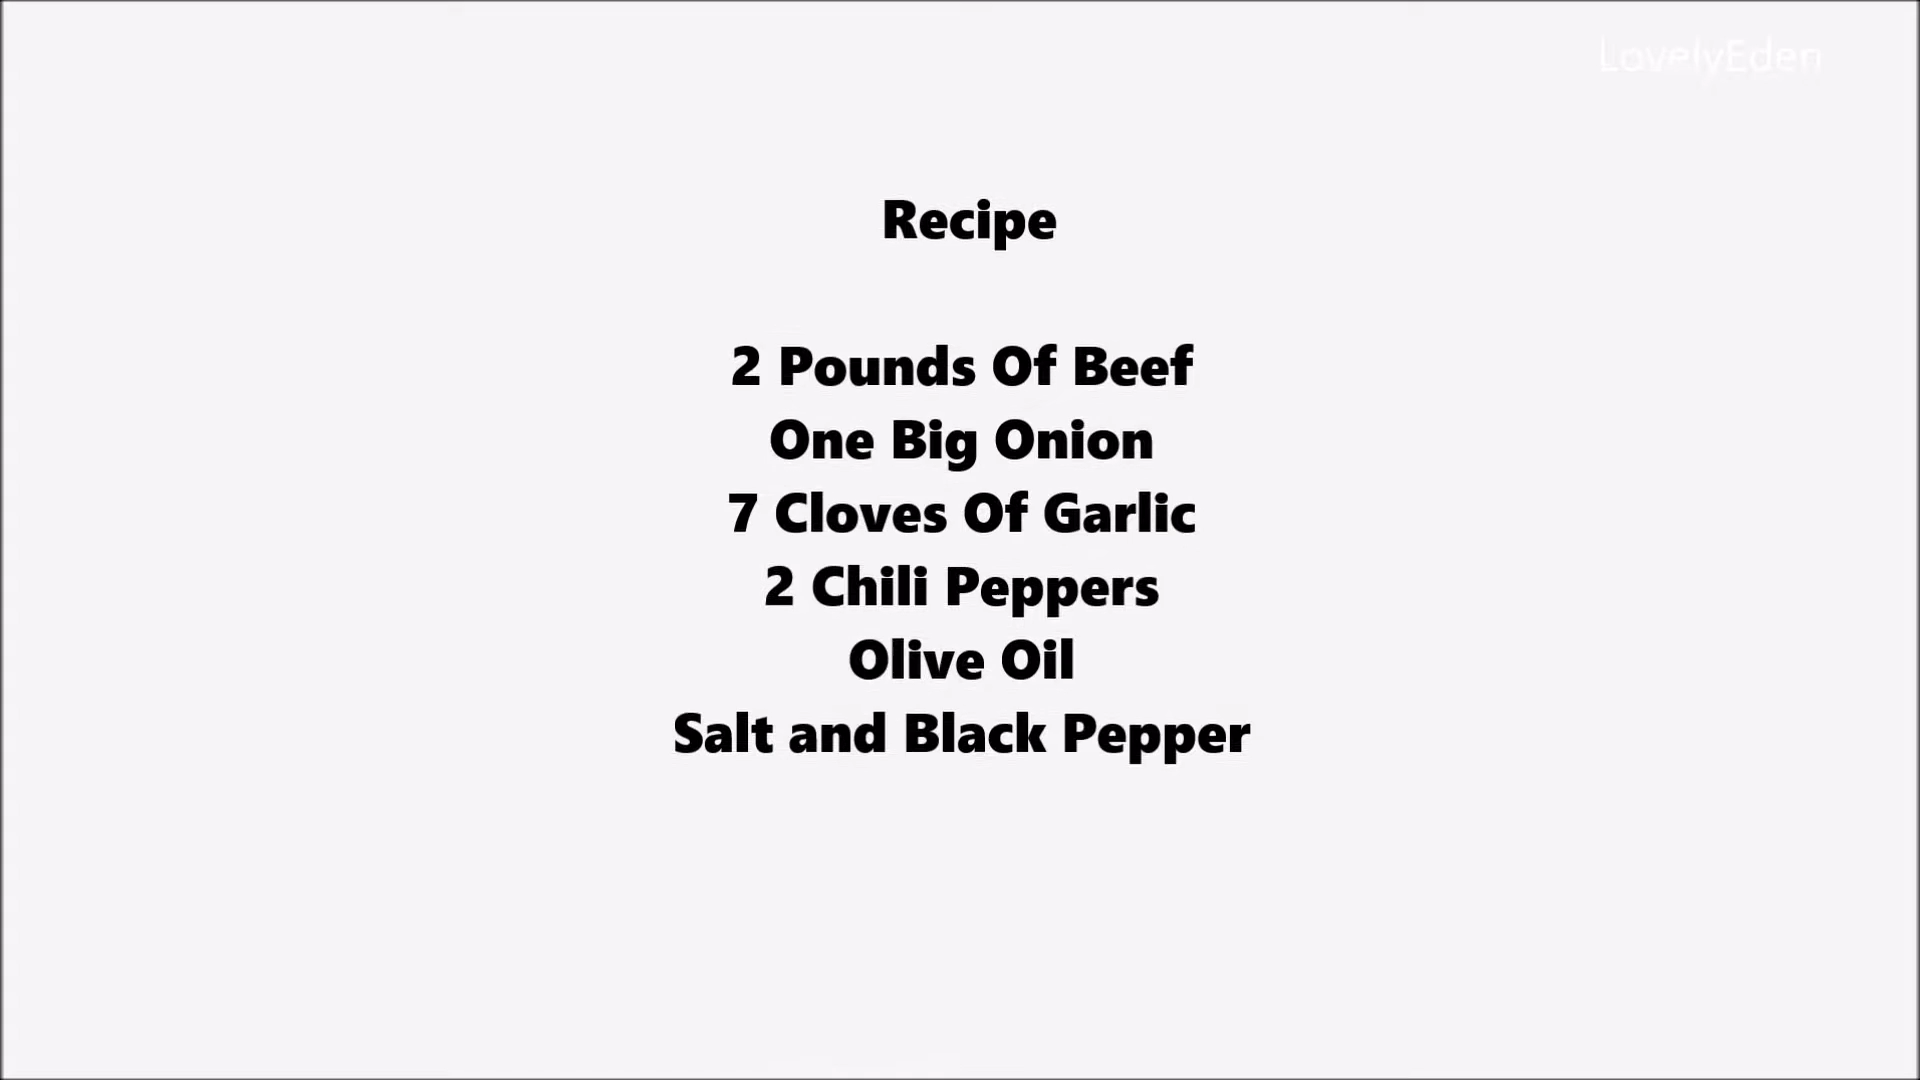 LovelyEden
Recipe
2 Pounds Of Beef
One Big Onion
7 Cloves Of Garlic
2 Chili Peppers
Olive Oil
Salt and Black Pepper